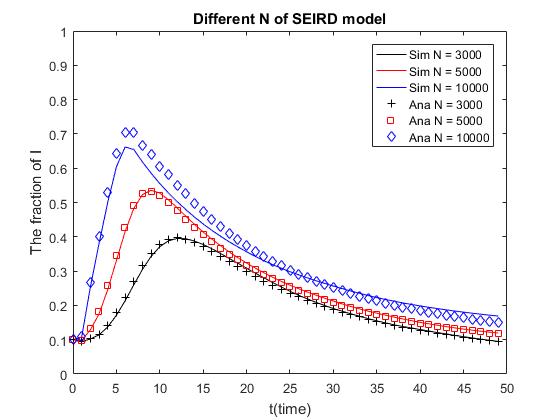 Different N of SEIRD model
1
0.9
0.8
0.7
0.6
0.5
0.4
0.3
0.2
0.1
0
The fraction of I
Sim N = 3000
Sim N = 5000
Sim N = 10000
Ana N = 3000
Ana N = 5000
Ana N = 10000
0 5 10 15 20 25 30 35 40 45 50
t(time)